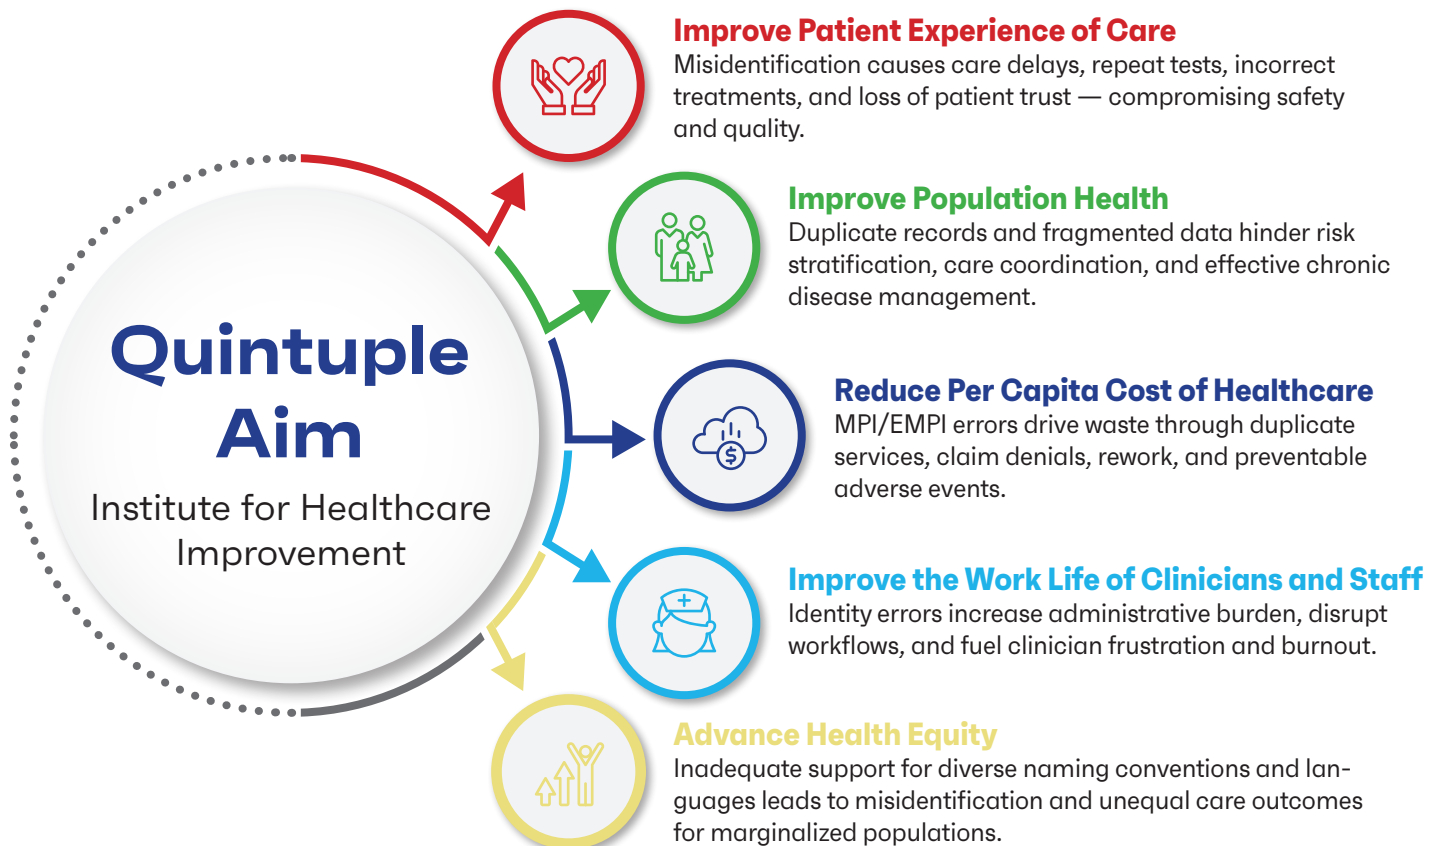 Quintuple
Aim
Institute for Healthcare
Improvement
Improve Patient Experience of Care
Misidentification causes care delays, repeat tests, incorrect
treatments, and loss of patient trust — compromising safety
and quality.
Improve Population Health
Duplicate records and fragmented data hinder risk
stratification, care coordination, and effective chronic
disease management.
Reduce Per Capita Cost of Healthcare
MPI/EMPI errors drive waste through duplicate
services, claim denials, rework, and preventable
adverse events.
$
Improve the Work Life of Clinicians and Staff
Identity errors increase administrative burden, disrupt
workflows, and fuel clinician frustration and burnout.
Advance Health Equity
Inadequate support for diverse naming conventions and lan-
guages leads to misidentification and unequal care outcomes
for marginalized populations.